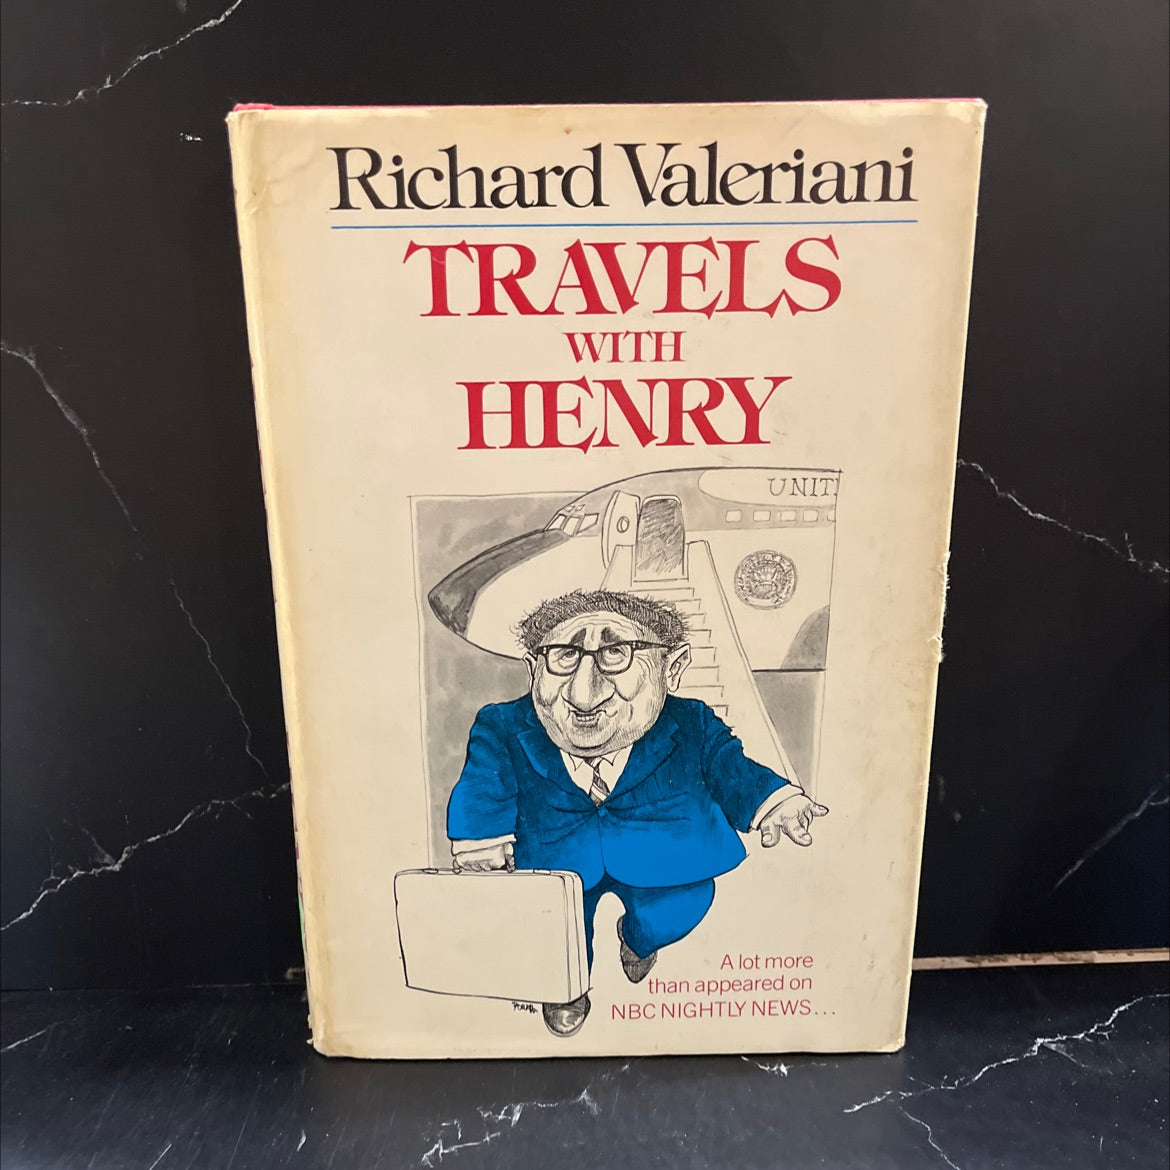 Richard Valeriani
TRAVELS
WITH
HENRY
UNIT
A lot more
than appeared on
NBC NIGHTLY NEWS...